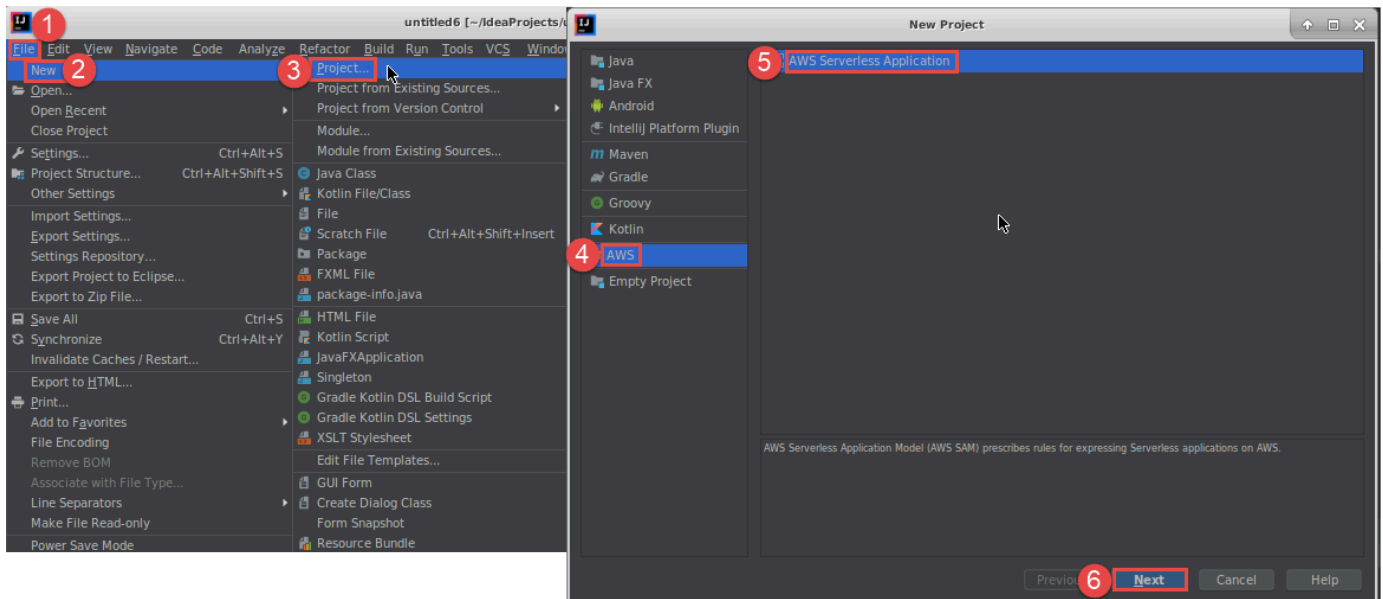 1
untitled6 [~/IdeaProjects/
File Edit View Navigate Code Analyze Refactor Build Run Tools VCS
2
New
Open...
Open Recent
Close Project
Settings... Ctrl+Alt+S
Project Structure... Ctrl+Alt+Shift+S
Other Settings
Import Settings...
Export Settings...
Settings Repository...
Export Project to Eclipse...
Export to Zip File...
Save All Ctrl+S
Synchronize Ctrl+Alt+Y
Invalidate Caches / Restart...
Export to HTML...
Print...
Add to Favorites
File Encoding
Remove BOM
Associate with File Type...
Line Separators
Make File Read-only
Power Save Mode
3
Project...
Project from Existing Sources...
Project from Version Control
Module...
Module from Existing Sources...
Java Class
Kotlin File/Class
File
Scratch File Ctrl+Alt+Shift+Insert
Package
FXML File
package-info.java
HTML File
Kotlin Script
JavaFXApplication
Singleton
Gradle Kotlin DSL Build Script
Gradle Kotlin DSL Settings
XSLT Stylesheet
Edit File Templates...
GUI Form
Create Dialog Class
Form Snapshot
Resource Bundle
New Project
Java
Java FX
Android
IntelliJ Platform Plugin
Maven
Gradle
Groovy
Kotlin
4 AWS
Empty Project
5 AWS Serverless Application
AWS Serverless Application Model (AWS SAM) prescribes rules for expressing Serverless applications on AWS.
6 Next Cancel Help